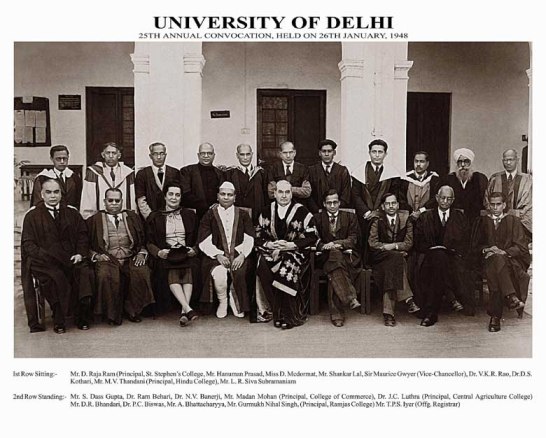 UNIVERSITY OF DELHI
25TH ANNUAL CONVOCATION, HELD ON 26TH JANUARY, 1948
1st Row Sitting:- Mr. D. Raja Ram (Principal, St. Stephen's College, Mr. Hanuman Prasad, Miss D. Mcdormat, Mr. Shankar Lal, Sir Maurice Gwyer (Vice-Chancellor), Dr. V.K.R. Rao, Dr.D.S.
Kothari, Mr. M.V. Thandani (Principal, Hindu College), Mr. L. R. Siva Subramaniam
2nd Row Standing:- Mr. S. Dass Gupta, Dr. Ram Behari, Dr. N.V. Banerji, Mr. Madan Mohan (Principal, College of Commerce), Dr. J.C. Luthra (Principal, Central Agricultural College)
Mr. D.R. Bhandari, Dr. P.C. Biswas, Mr. A. Bhattacharyya, Mr. Gurmukh Nihal Singh, (Principal, Ramjas College) Mr. T.P.S. Iyer (Offg. Registrar)